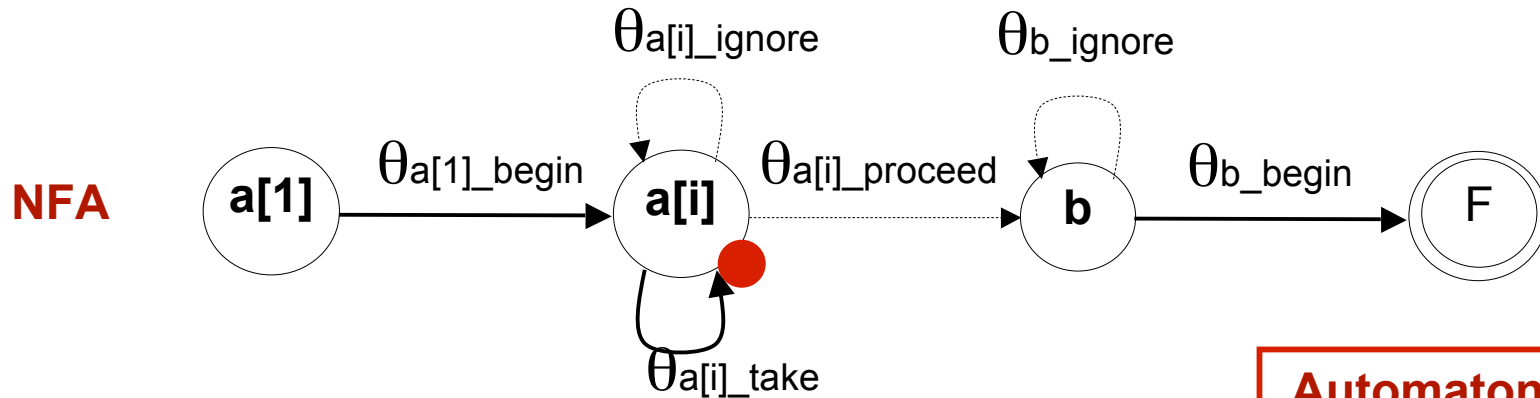 θa[i]_ignore
θb_ignore
NFA
a[1]
θa[1]_begin
a[i]
θa[i]_proceed
b
θb_begin
F
θa[i]_take
Automaton